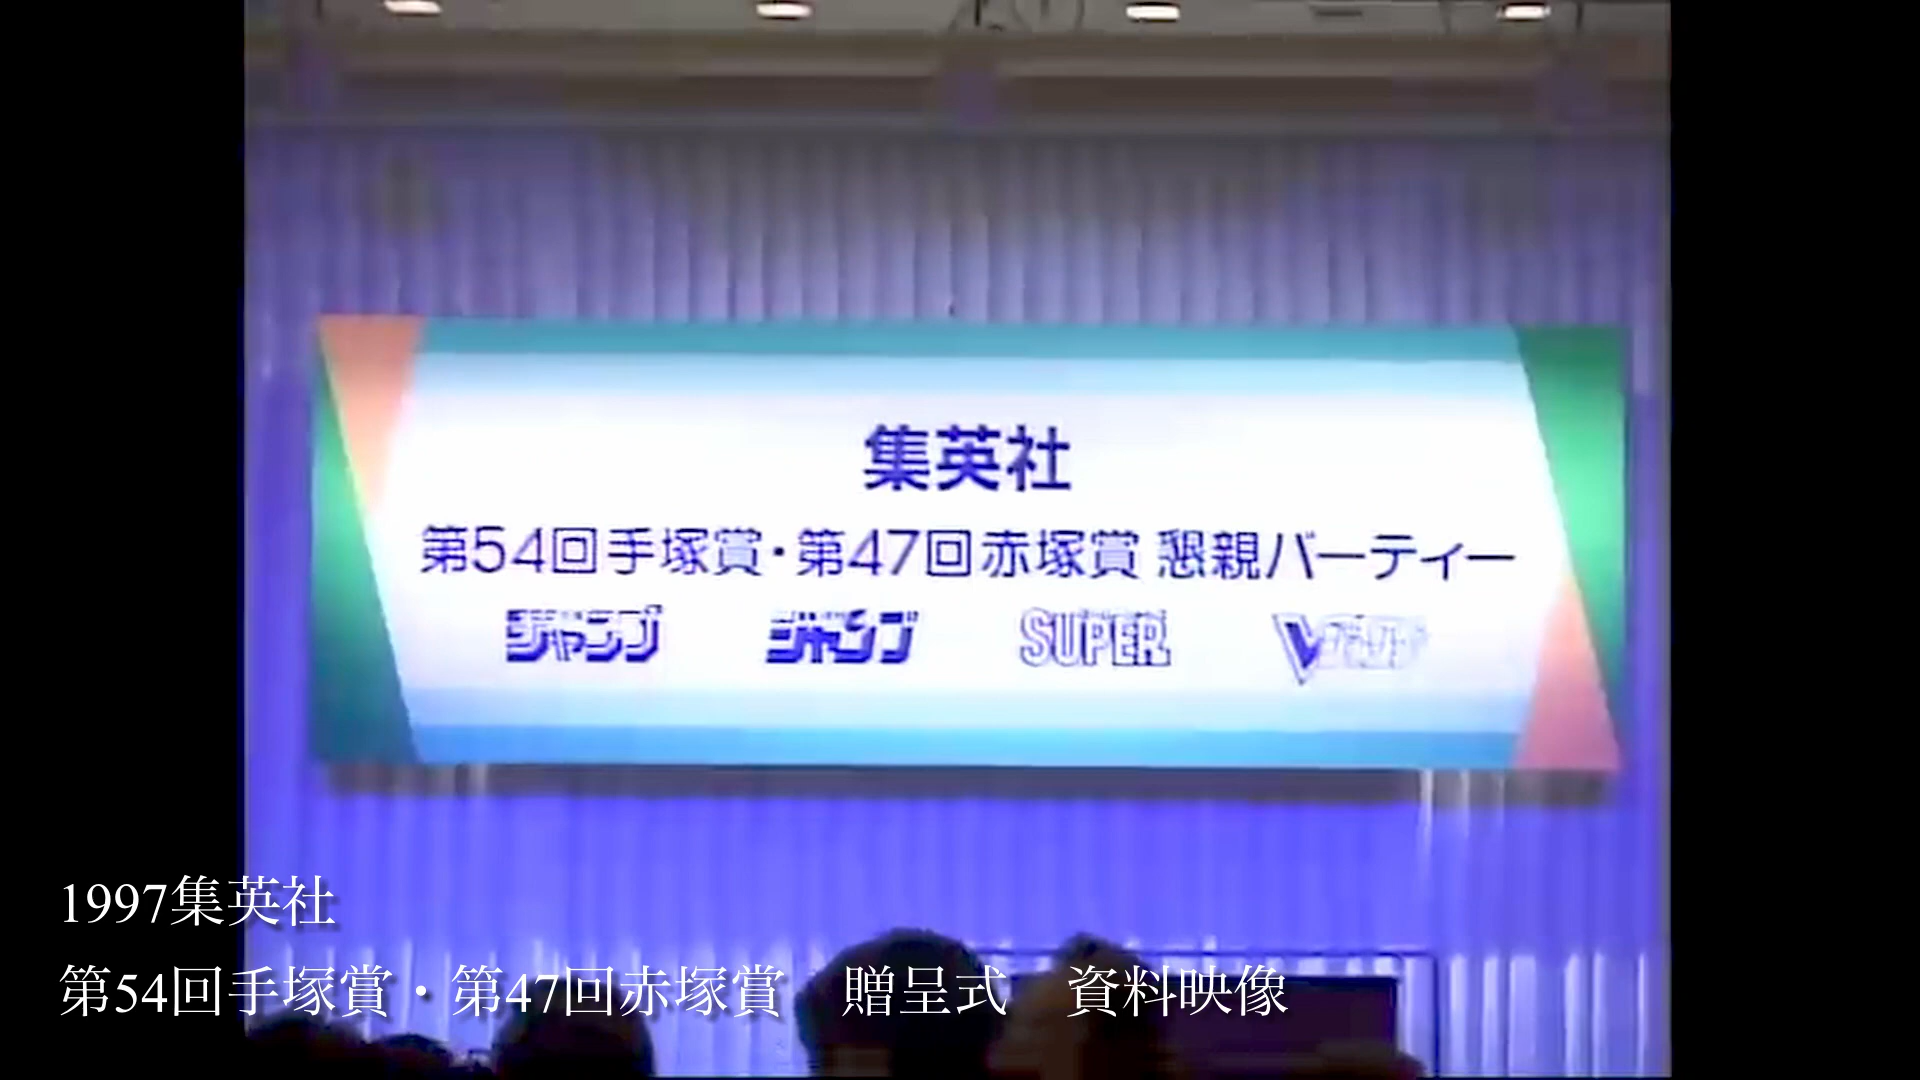 集英社
第54回手塚賞・第47回赤塚賞 懇親パーティー
ジャンプ ジャンプ SUPER V
1997集英社
第54回手塚賞・第47回赤塚賞 贈呈式 資料映像